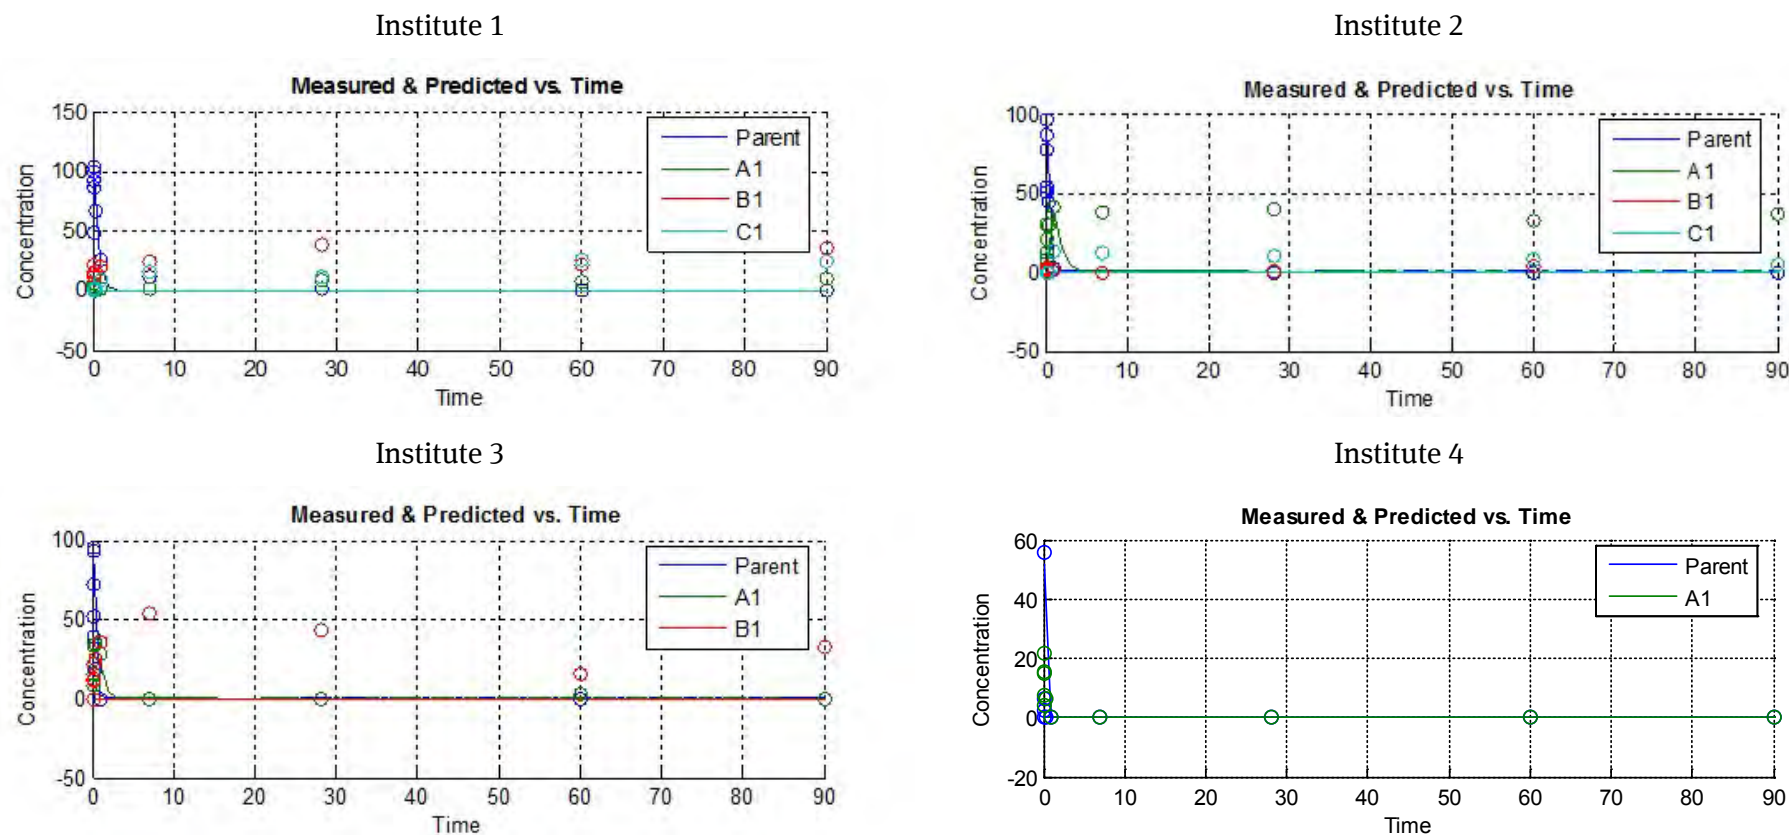 Institute 1
Measured & Predicted vs. Time
150
100
50
0
-50
Concentration
Parent
A1
B1
C1
0 10 20 30 40 50 60 70 80 90
Time
Institute 2
Measured & Predicted vs. Time
100
50
0
-50
Concentration
Parent
A1
B1
C1
0 10 20 30 40 50 60 70 80 90
Time
Institute 3
Measured & Predicted vs. Time
100
50
0
-50
Concentration
Parent
A1
B1
0 10 20 30 40 50 60 70 80 90
Time
Institute 4
Measured & Predicted vs. Time
60
40
20
0
-20
Concentration
Parent
A1
0 10 20 30 40 50 60 70 80 90
Time